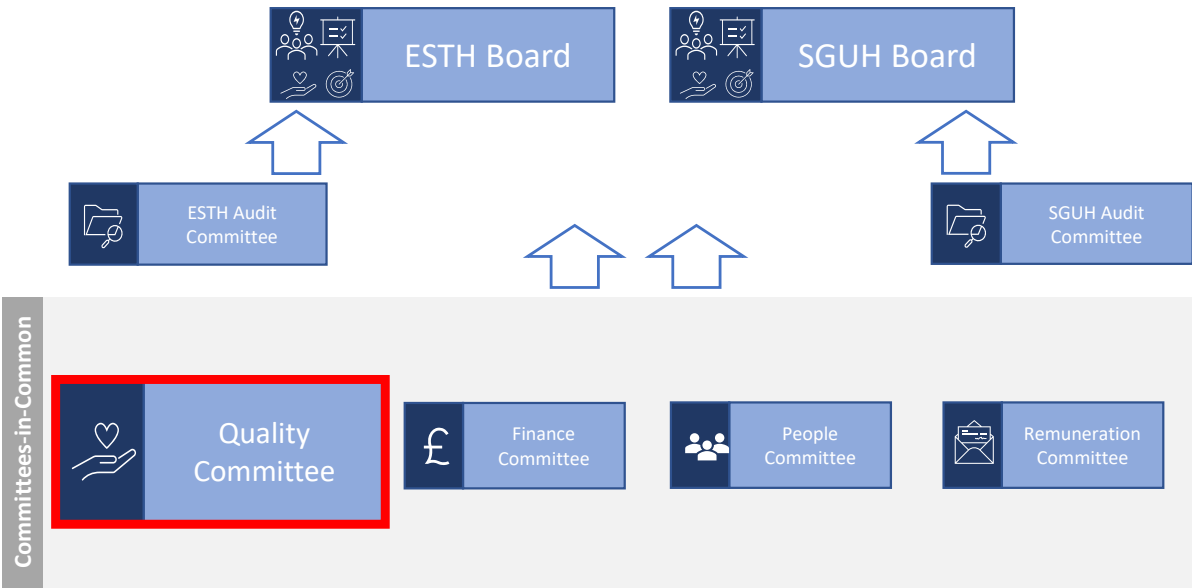 ESTH Board
SGUH Board
ESTH Audit
Committee
SGUH Audit
Committee
Committees-in-Common
Quality
Committee
£
Finance
Committee
People
Committee
Remuneration
Committee